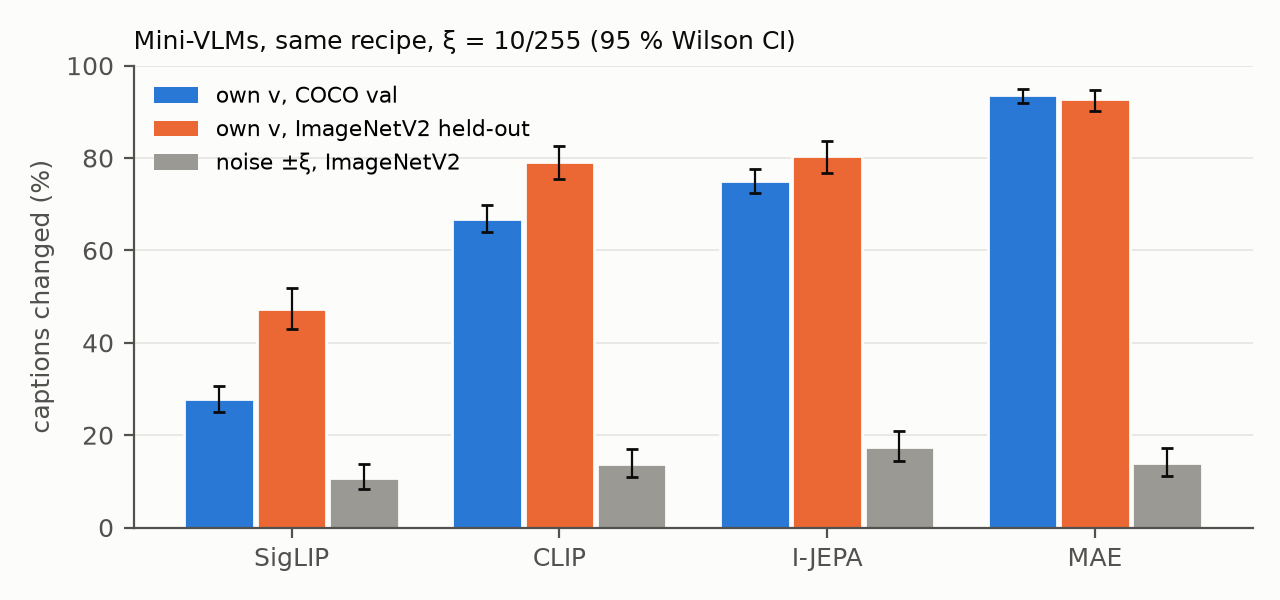 Mini-VLMs, same recipe, ξ = 10/255 (95 % Wilson CI)
100
80
60
40
20
0
captions changed (%)
own v, COCO val
own v, ImageNetV2 held-out
noise ±ξ, ImageNetV2
SigLIP
CLIP
I-JEPA
MAE